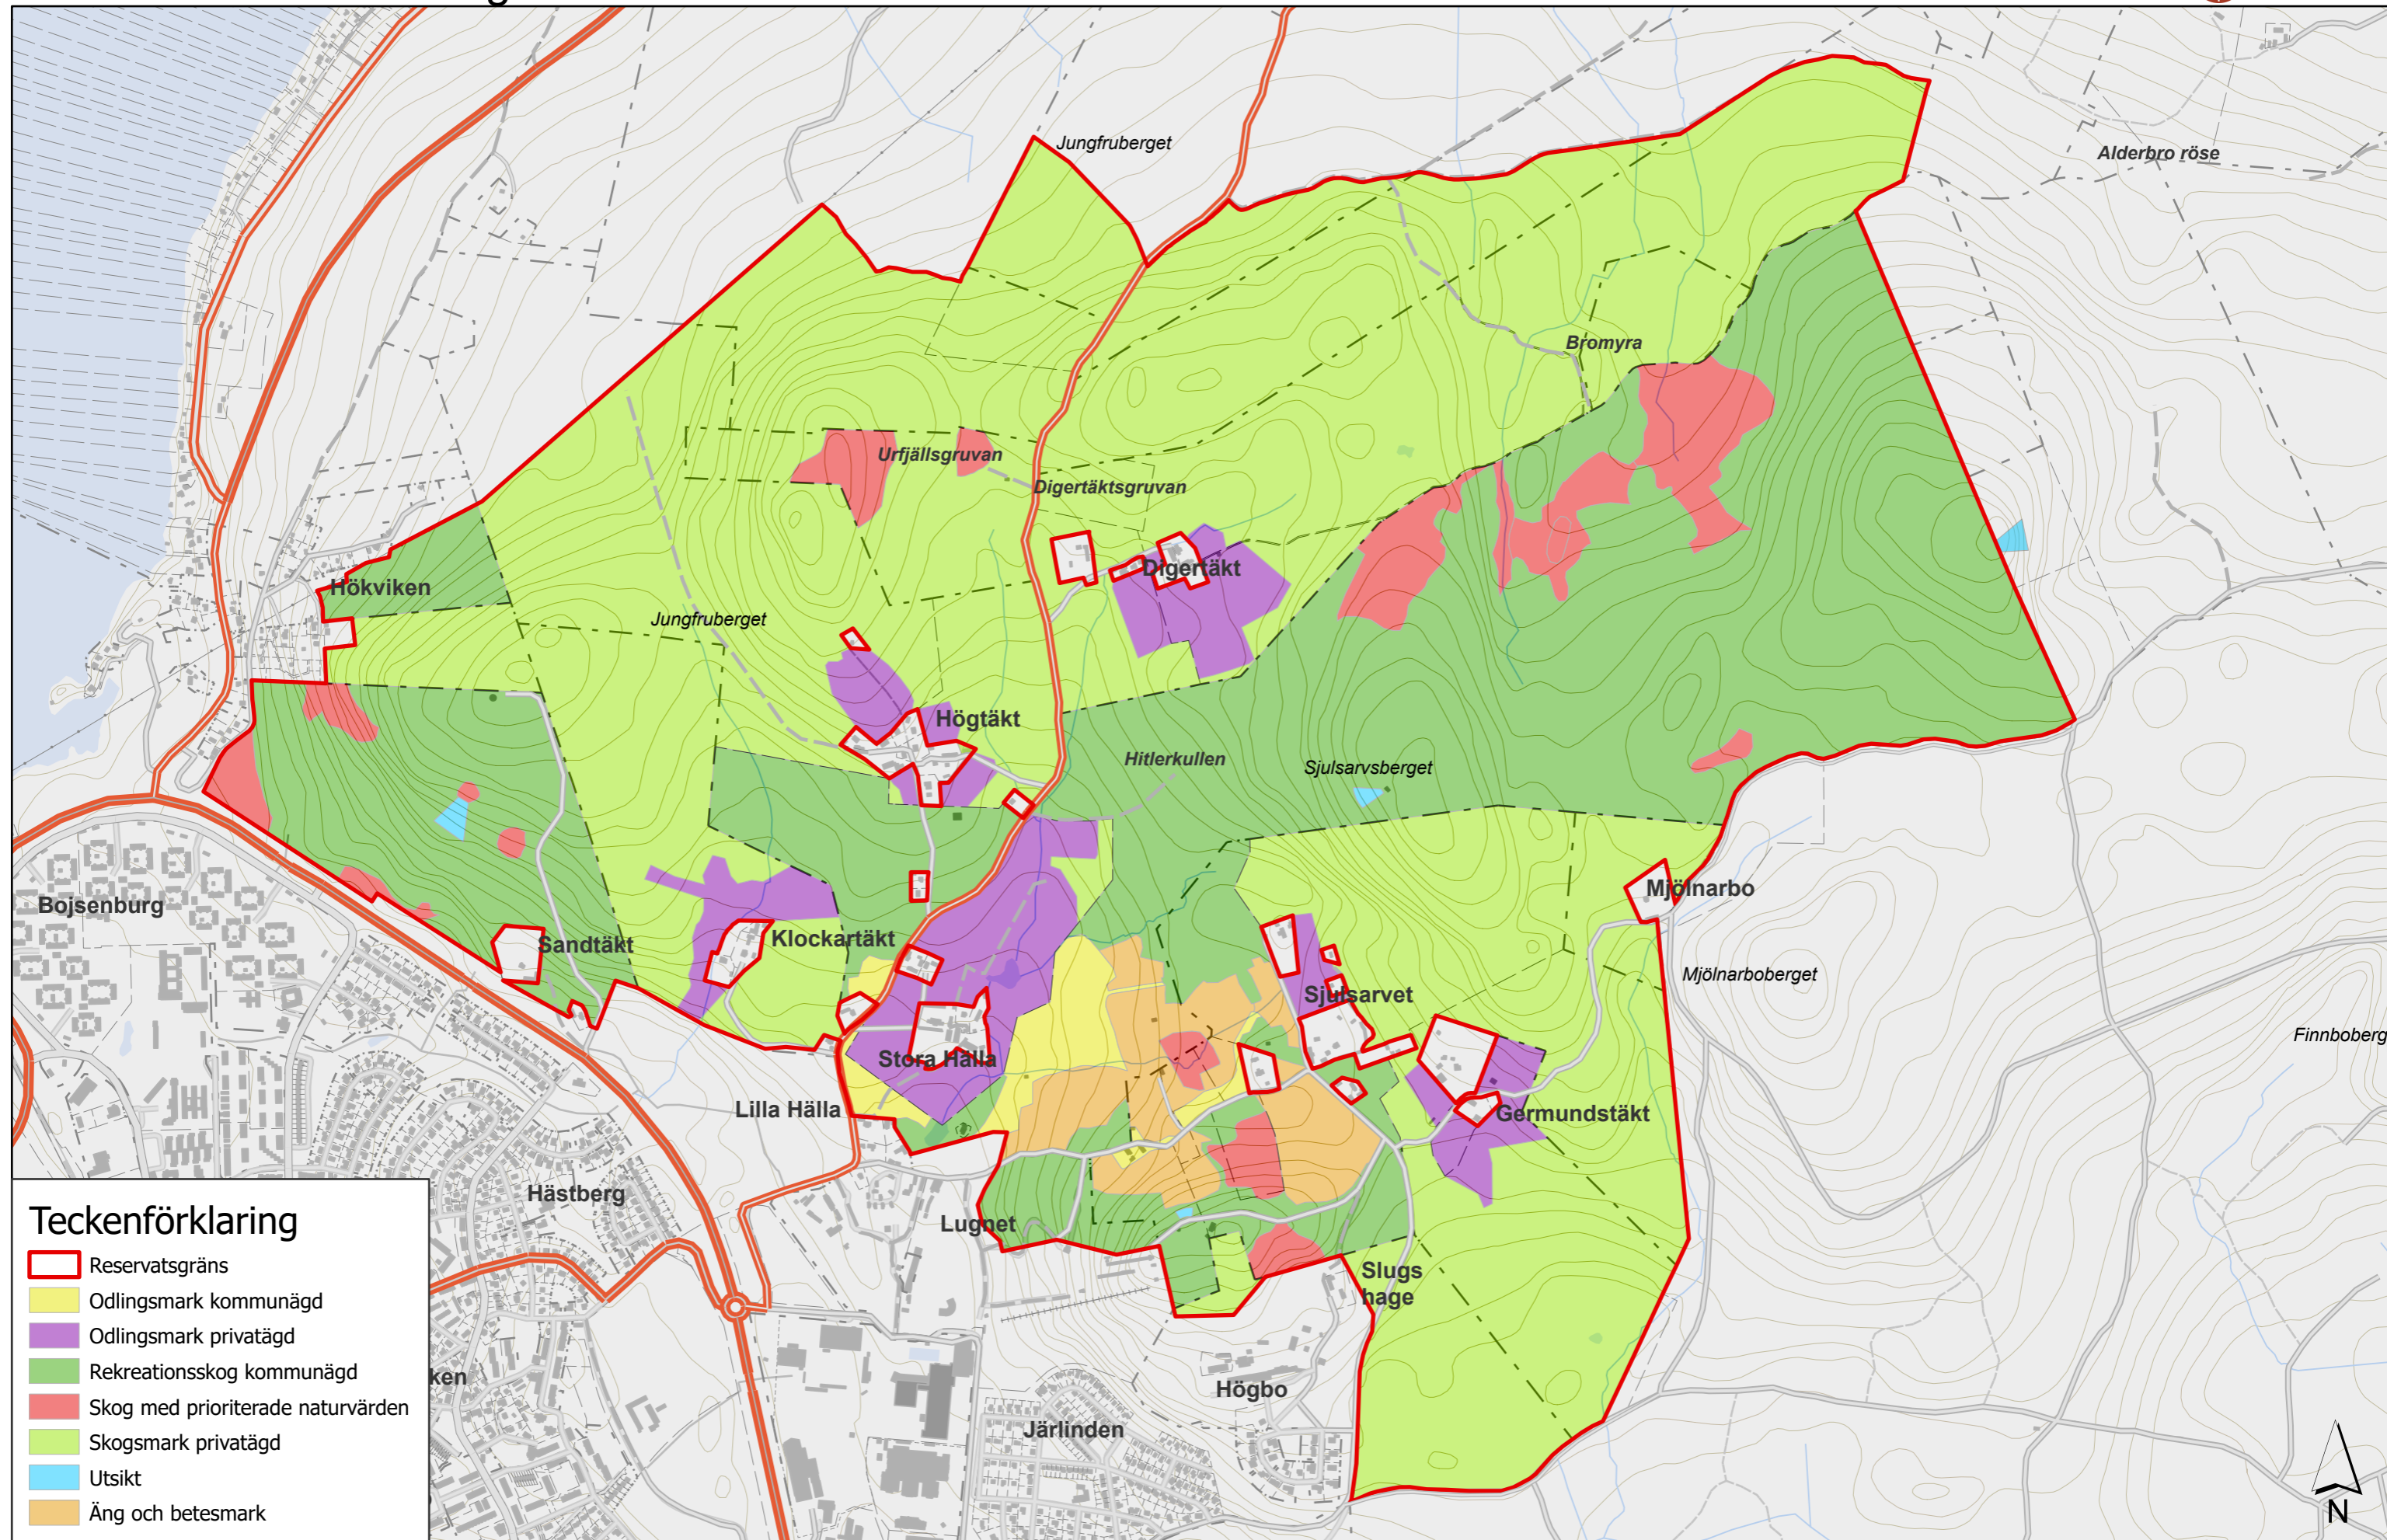 Jungfruberget
Alderbro röse
Bromyra
Urfjällsgruvan
Digertäktsgruvan
Digertäkt
Hökviken
Jungfruberget
Högtäkt
Hitlerkullen
Sjulsarvsberget
Mjölnarbo
Bojsenburg
Sandtäkt
Klockartäkt
Mjölnarboberget
Sjulsarvet
Finnboberg
Stora Hälla
Lilla Hälla
Germundstäkt
Hästberg
Lugnet
Slugs
hage
ken
Högbo
Järlinden
Teckenförklaring
Reservatsgräns
Odlingsmark kommunägd
Odlingsmark privatägd
Rekreationsskog kommunägd
Skog med prioriterade naturvärden
Skogsmark privatägd
Utsikt
Äng och betesmark
N